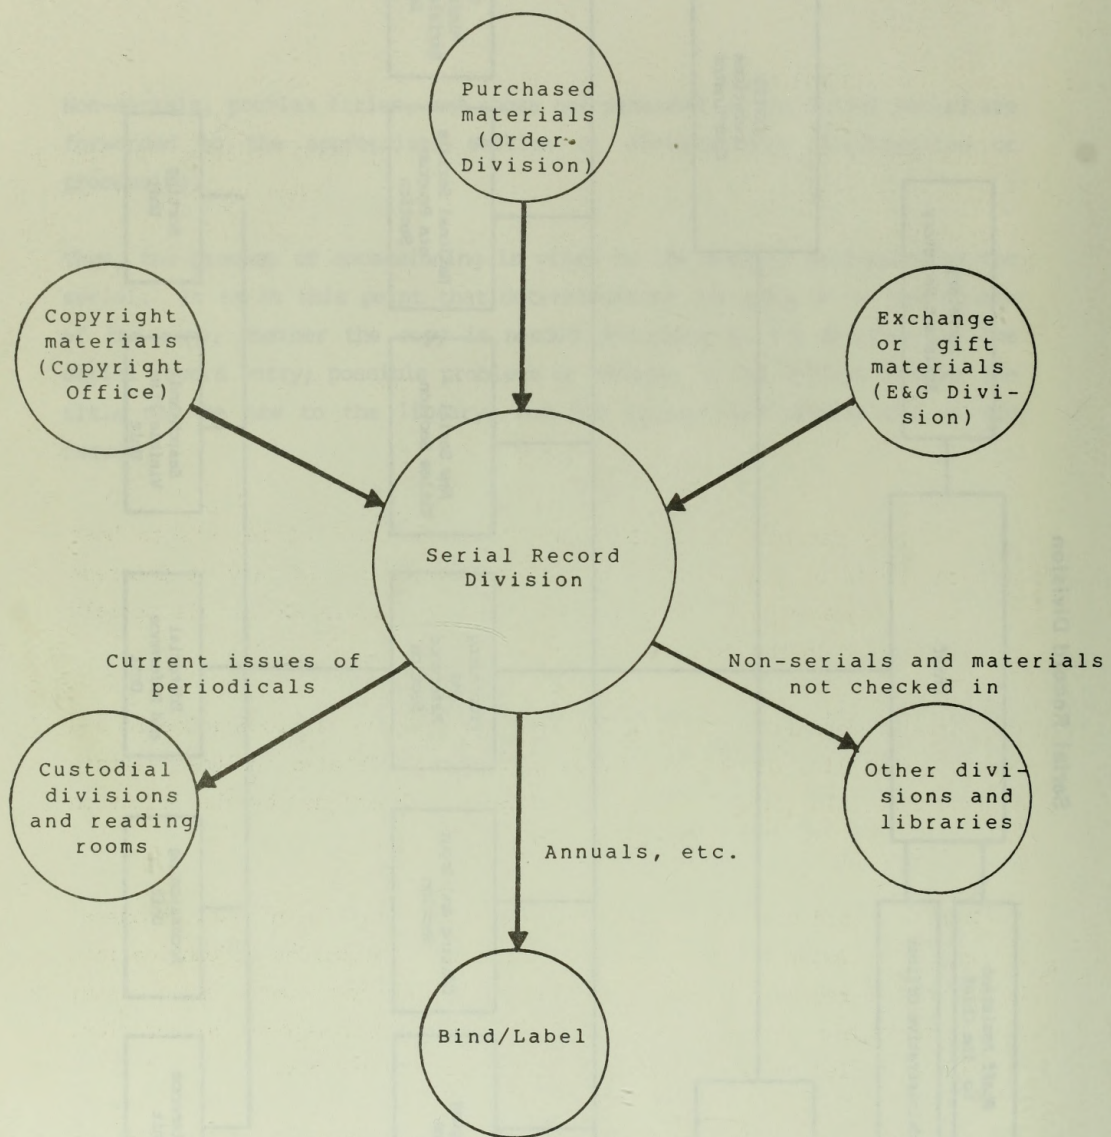 Purchased
materials
(Order-
Division)
Copyright
materials
(Copyright
Office)
Exchange
or gift
materials
(E&G Divi-
sion)
Serial Record
Division
Current issues of
periodicals
Non-serials and materials
not checked in
Custodial
divisions
and reading
rooms
Other divi-
sions and
libraries
Annuals, etc.
Bind/Label